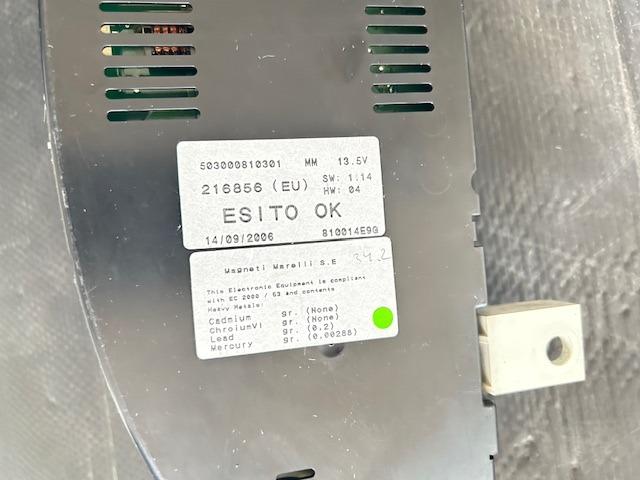 503000810301 MM 13.5V
216856 (EU) SW: 1.14
HW: 04
ESITO OK
14/09/2006 810014E9G
Magneti Marelli S.E 34.2
This Electronic Equipment is compliant
with EC 2000 / 53 and contents
Heavy Metals:
Cadmium gr. (None)
ChroiumVI gr. (None)
Lead gr. (0.2)
Mercury gr. (0.00288)